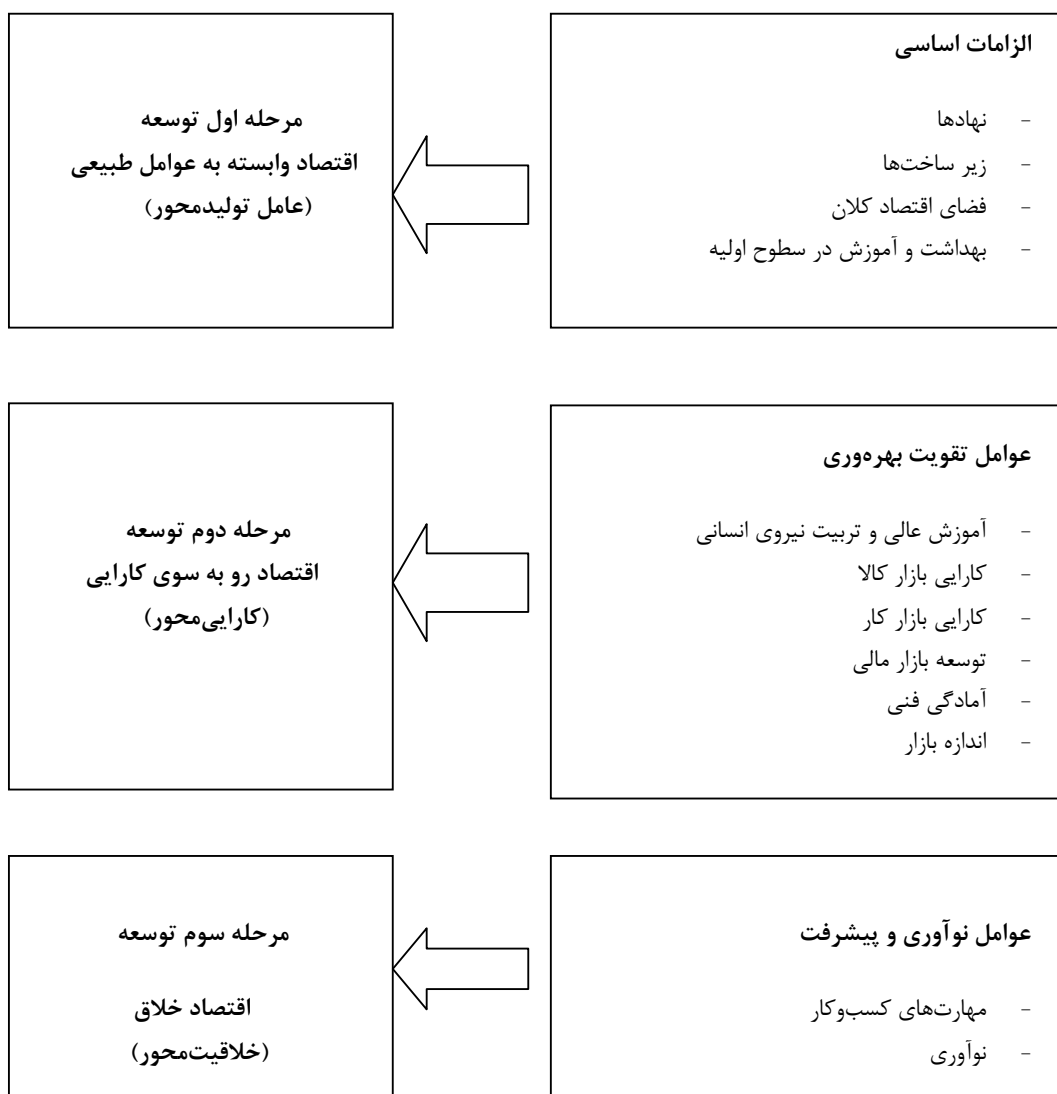 الزامات اساسی
- نهادها
- زیر ساخت‌ها
- فضای اقتصاد کلان
- بهداشت و آموزش در سطوح اولیه
مرحله اول توسعه
اقتصاد وابسته به عوامل طبیعی
(عامل تولیدمحور)
عوامل تقویت بهره‌وری
- آموزش عالی و تربیت نیروی انسانی
- کارایی بازار کالا
- کارایی بازار کار
- توسعه بازار مالی
- آمادگی فنی
- اندازه بازار
مرحله دوم توسعه
اقتصاد رو به سوی کارایی
(کارایی‌محور)
عوامل نوآوری و پیشرفت
- مهارت‌های کسب‌وکار
- نوآوری
مرحله سوم توسعه
اقتصاد خلاق
(خلاقیت‌محور)